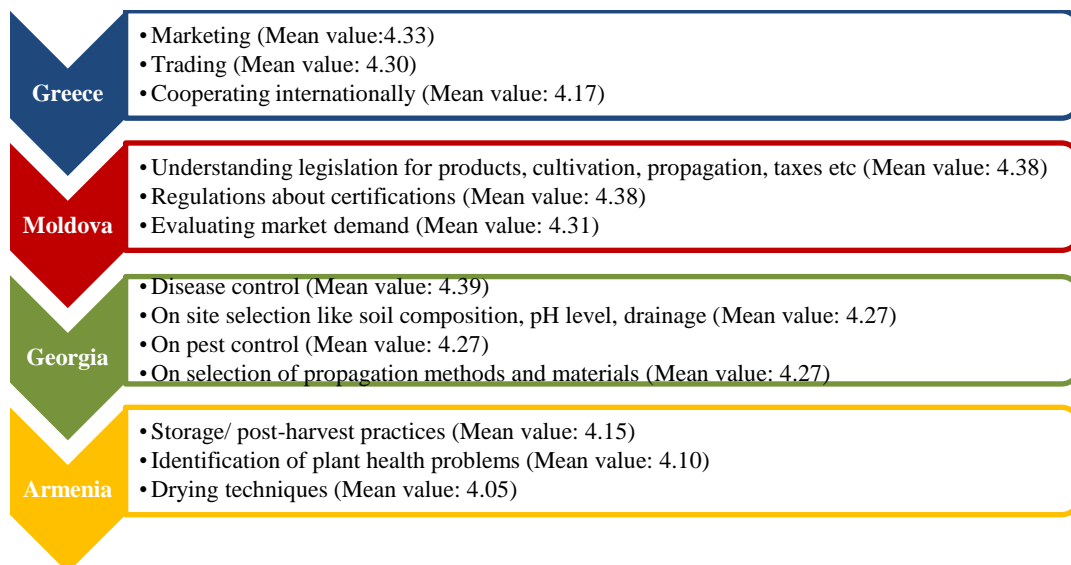 Greece
•Marketing (Mean value:4.33)
•Trading (Mean value: 4.30)
•Cooperating internationally (Mean value: 4.17)
Moldova
•Understanding legislation for products, cultivation, propagation, taxes etc (Mean value: 4.38)
•Regulations about certifications (Mean value: 4.38)
•Evaluating market demand (Mean value: 4.31)
Georgia
•Disease control (Mean value: 4.39)
•On site selection like soil composition, pH level, drainage (Mean value: 4.27)
•On pest control (Mean value: 4.27)
•On selection of propagation methods and materials (Mean value: 4.27)
Armenia
•Storage/ post-harvest practices (Mean value: 4.15)
•Identification of plant health problems (Mean value: 4.10)
•Drying techniques (Mean value: 4.05)